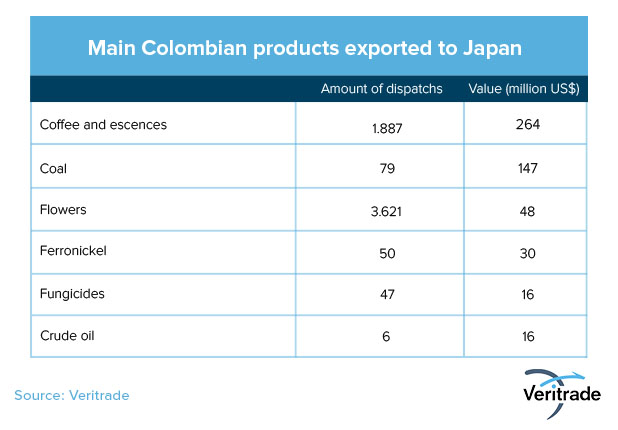 Main Colombian products exported to Japan
Amount of dispatchs Value (million US$)
Coffee and escences 1.887 264
Coal 79 147
Flowers 3.621 48
Ferronickel 50 30
Fungicides 47 16
Crude oil 6 16
Source: Veritrade
Veritrade